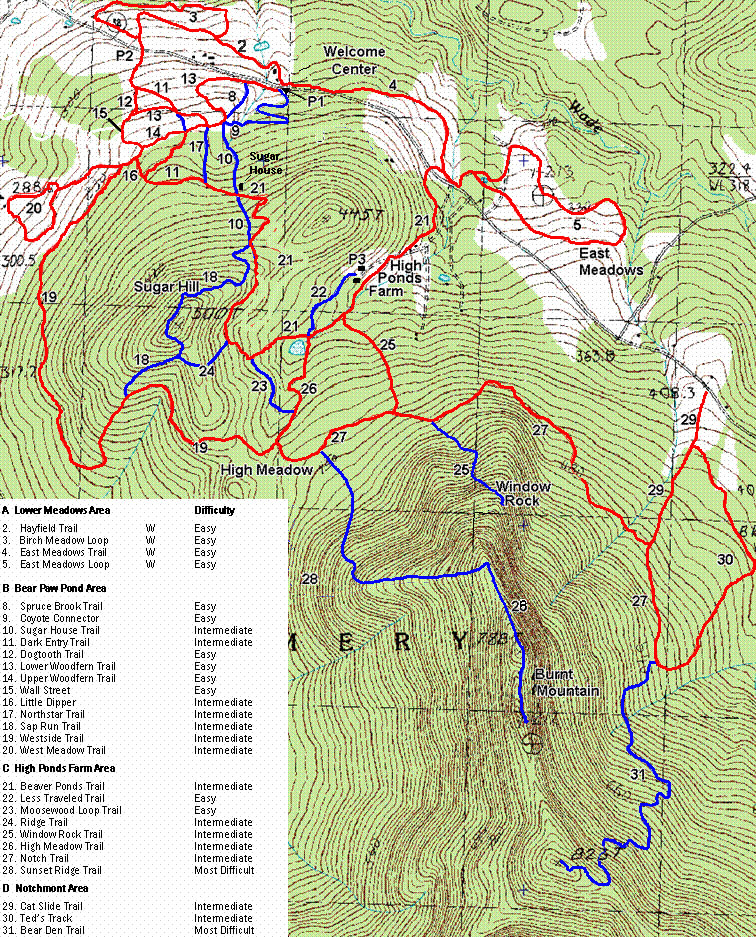 3
2
P2
Welcome
Center
13
11
8
4
P1
12
15
13
14
9
Wade
17
10
Sugar
House
16
11
21
288
322.4
20
4457
21
5
10
East
Meadows
300.5
21
P3
High
Ponds
Farm
18
Sugar Hill
22
19
3007
21
25
363.8
317.2
18
24
23
26
408.3
29
27
27
19
High Meadow
25
Window
Rock
480
29
40
A Lower Meadows Area Difficulty
2. Hayfield Trail W Easy
3. Birch Meadow Loop W Easy
4. East Meadows Trail W Easy
5. East Meadows Loop W Easy
B Bear Paw Pond Area
8. Spruce Brook Trail Easy
9. Coyote Connector Easy
10. Sugar House Trail Intermediate
11. Dark Entry Trail Intermediate
12. Dogtooth Trail Easy
13. Lower Woodfern Trail Easy
14. Upper Woodfern Trail Easy
15. Wall Street Easy
16. Little Dipper Intermediate
17. Northstar Trail Intermediate
18. Sap Run Trail Intermediate
19. Westside Trail Intermediate
20. West Meadow Trail Intermediate
C High Ponds Farm Area
21. Beaver Ponds Trail Intermediate
22. Less Traveled Trail Easy
23. Moosewood Loop Trail Easy
24. Ridge Trail Intermediate
25. Window Rock Trail Intermediate
26. High Meadow Trail Intermediate
27. Notch Trail Intermediate
28. Sunset Ridge Trail Most Difficult
D Notchmont Area
29. Cat Slide Trail Intermediate
30. Ted's Track Intermediate
31. Bear Den Trail Most Difficult
30
28
27
28
M E R Y
788
Burnt
Mountain
31